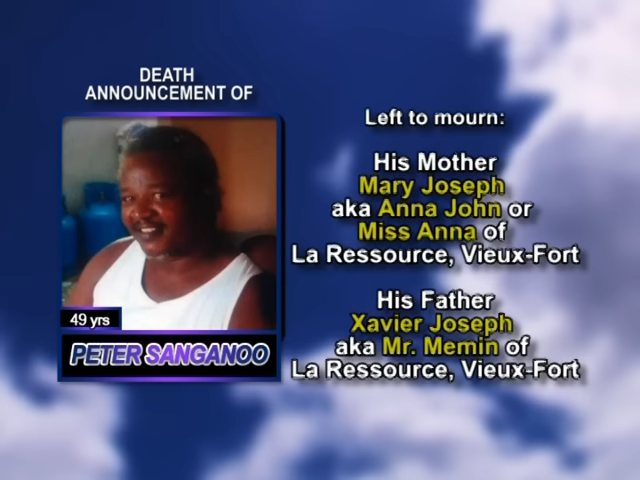 DEATH
ANNOUNCEMENT OF
49 yrs
PETER SANGANOO
Left to mourn:
His Mother
Mary Joseph
aka Anna John or
Miss Anna of
La Ressource, Vieux-Fort
His Father
Xavier Joseph
aka Mr. Memin of
La Ressource, Vieux-Fort